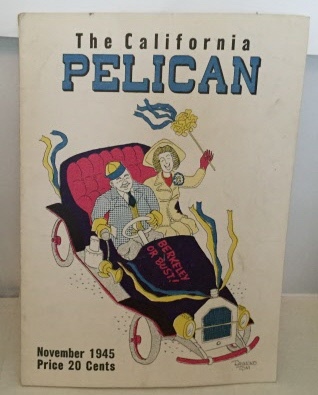 The California
PELICAN
BERKELEY
OR BUST!
November 1945
Price 20 Cents